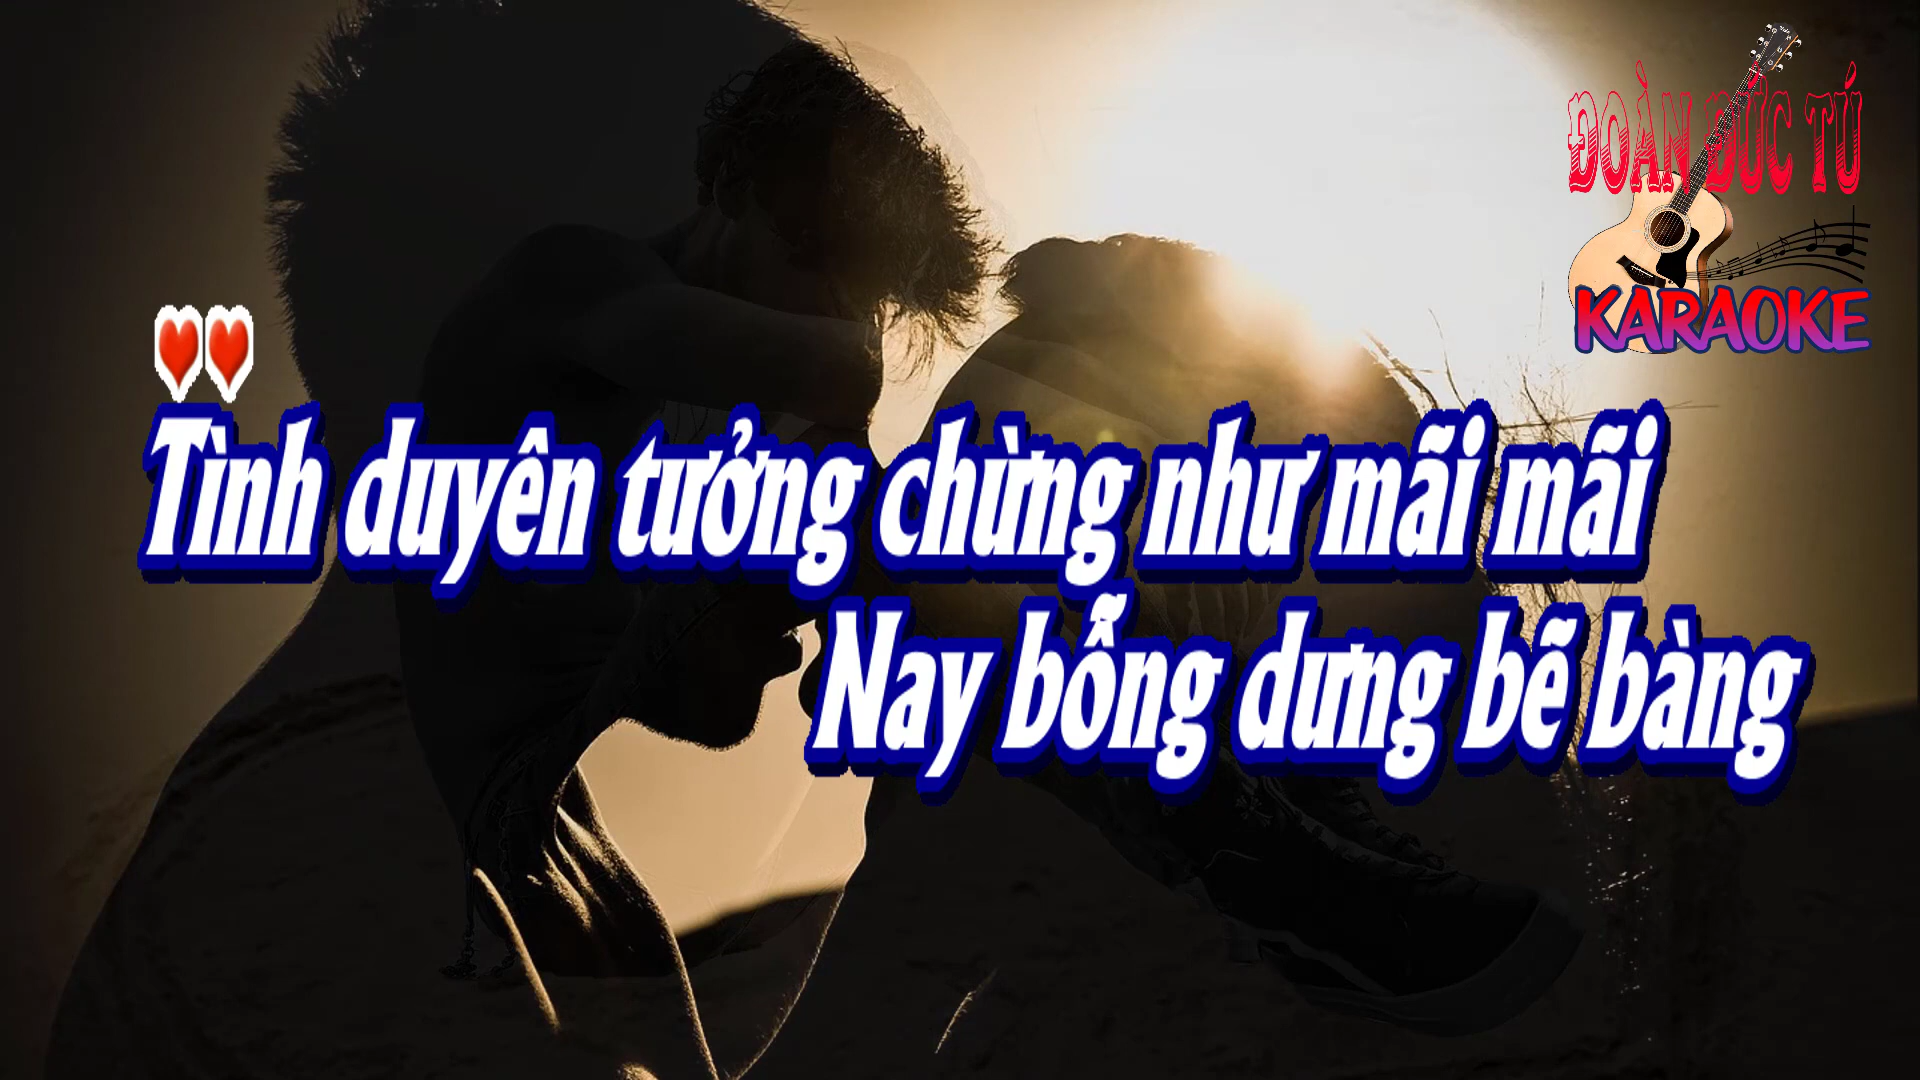 ĐOÀN ĐỨC TÚ
KARAOKE
Tình duyên tưởng chừng như mãi mãi
Nay bỗng dưng bẽ bàng